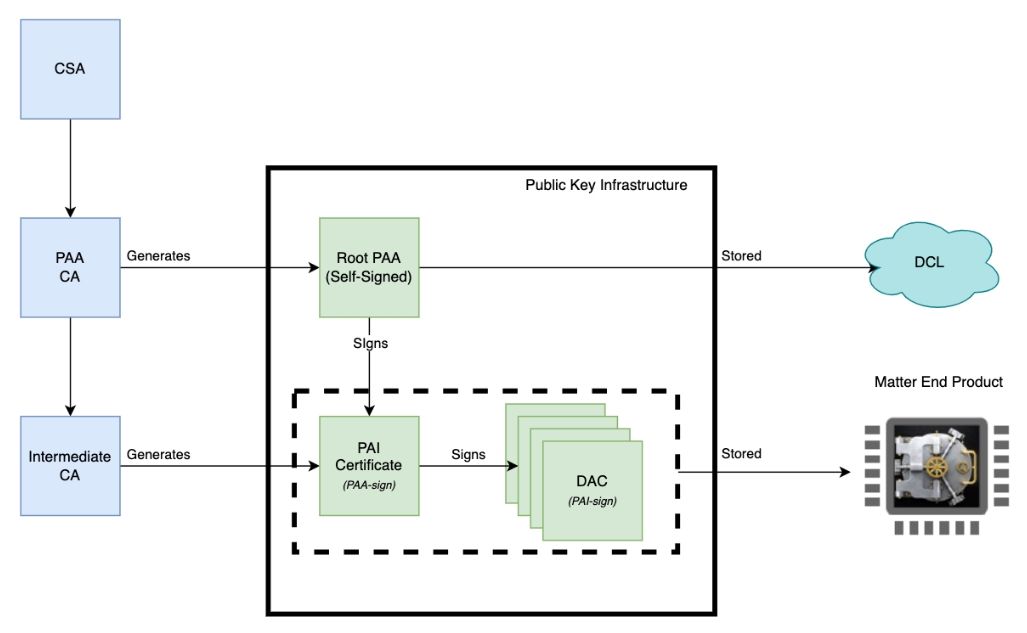 CSA
Public Key Infrastructure
PAA
CA
Generates
Root PAA
(Self-Signed)
Stored
DCL
SIgns
Matter End Product
Intermediate
CA
Generates
PAI
Certificate
(PAA-sign)
Signs
DAC
(PAI-sign)
Stored